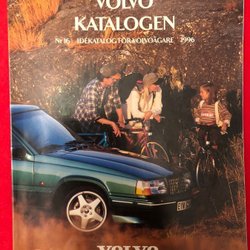 VOLVO
KATALOGEN
Nr 16 IDÉKATALOG FÖR VOLVOÄGARE 1996
VOLVO